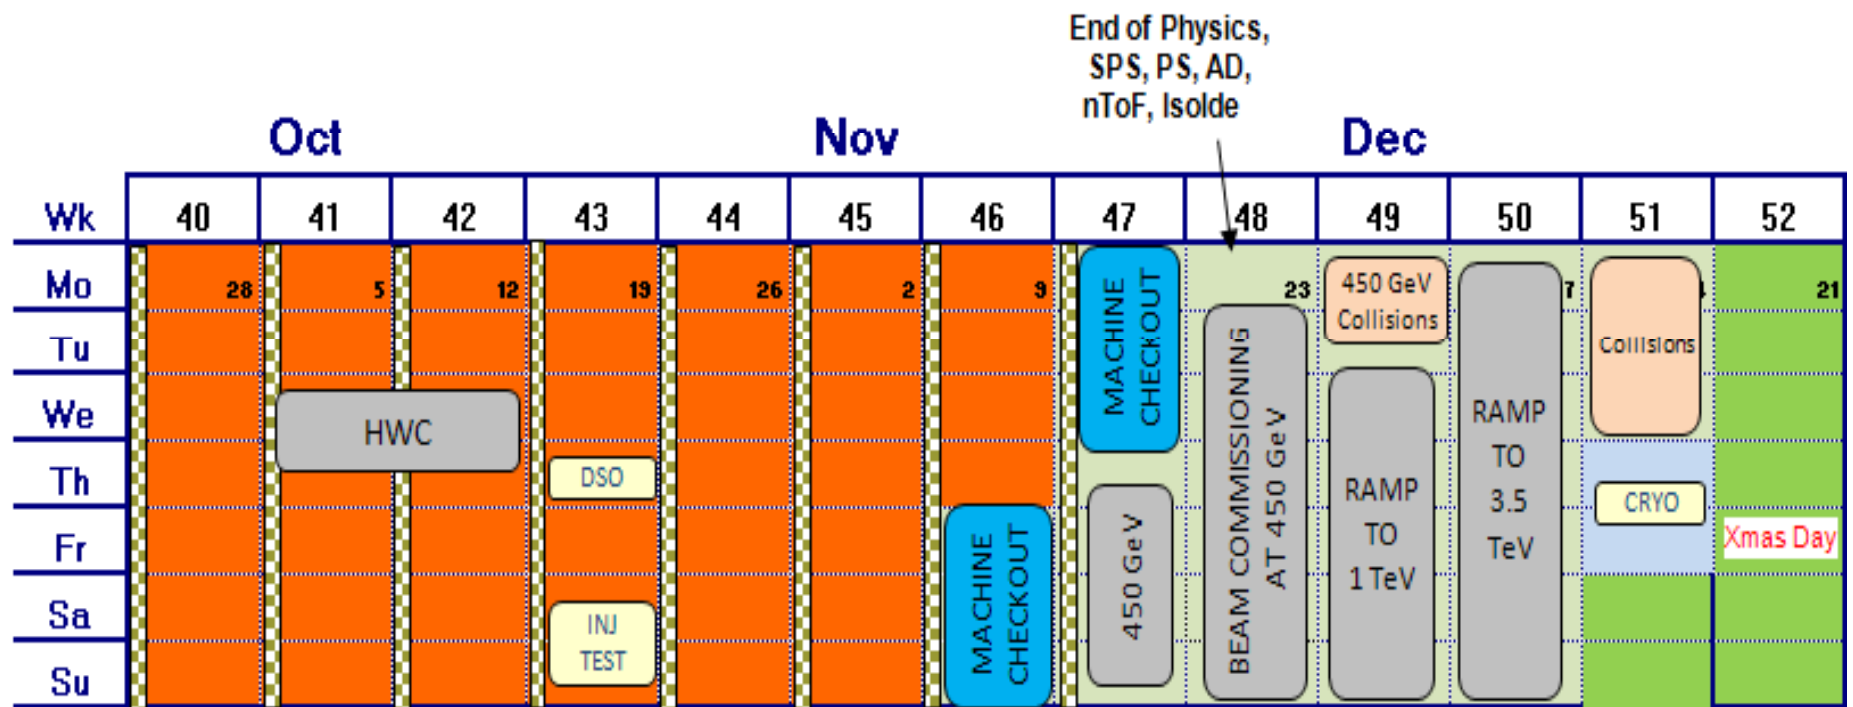 End of Physics,
SPS, PS, AD,
nToF, Isolde
Oct Nov Dec
Wk 40 41 42 43 44 45 46 47 48 49 50 51 52
Mo 28 5 12 19 26 2 9 23 7 21
Tu
We
Th
Fr
Sa
Su
HWC
DSO
INJ
TEST
MACHINE
CHECKOUT
MACHINE
CHECKOUT
450 GeV
BEAM COMMISSIONING
AT 450 GeV
450 GeV
Collisions
RAMP
TO
1 TeV
RAMP
TO
3.5
TeV
Collisions
CRYO
Xmas Day